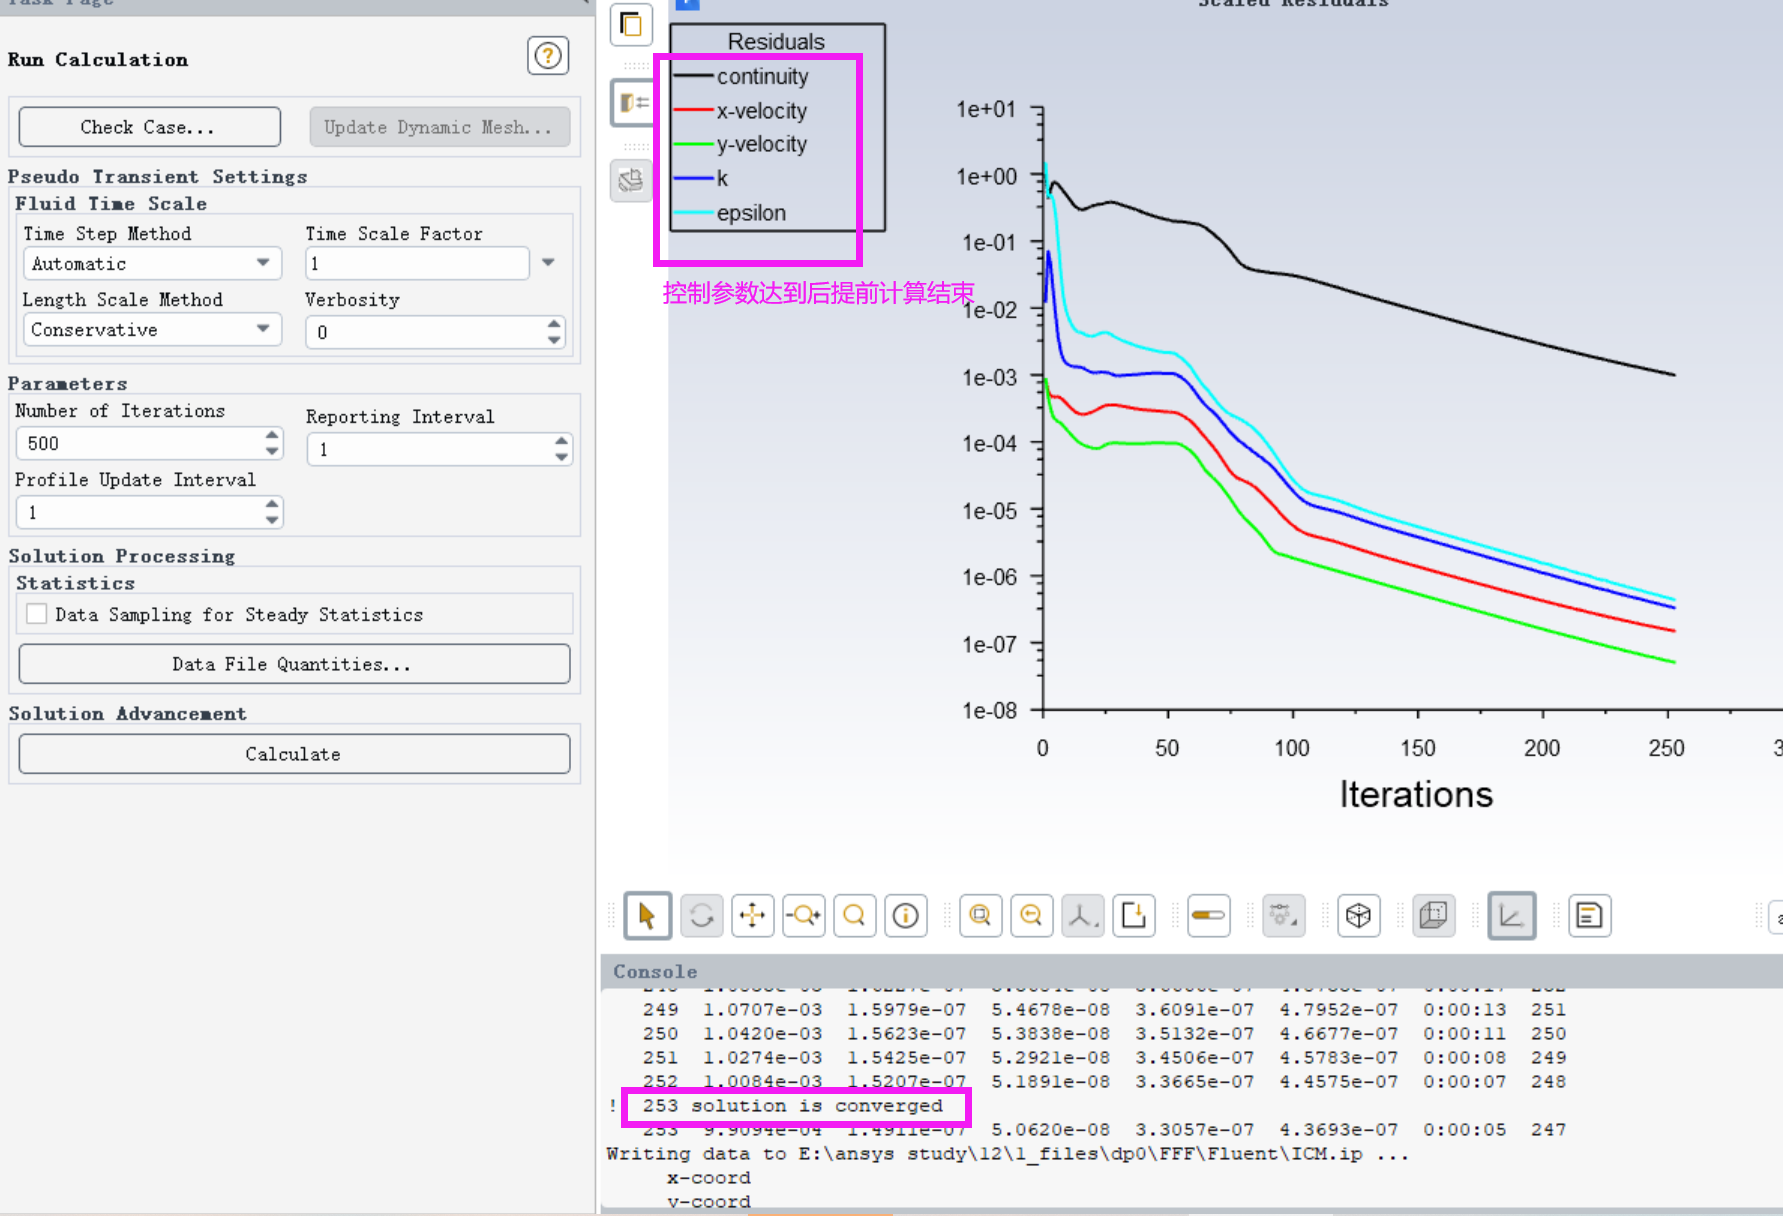 Task Page
Run Calculation
Check Case...
Update Dynamic Mesh...
Pseudo Transient Settings
Fluid Time Scale
Time Step Method
Time Scale Factor
Automatic
1
Length Scale Method
Verbosity
Conservative
0
Parameters
Number of Iterations
Reporting Interval
500
1
Profile Update Interval
1
Solution Processing
Statistics
Data Sampling for Steady Statistics
Data File Quantities...
Solution Advancement
Calculate
Scaled Residuals
Residuals
continuity
x-velocity
y-velocity
k
epsilon
控制参数达到后提前计算结束
1e+01
1e+00
1e-01
1e-02
1e-03
1e-04
1e-05
1e-06
1e-07
1e-08
0 50 100 150 200 250 3
Iterations
Console
249 1.0707e-03 1.5979e-07 5.4678e-08 3.6091e-07 4.7952e-07 0:00:13 251
250 1.0420e-03 1.5623e-07 5.3838e-08 3.5132e-07 4.6677e-07 0:00:11 250
251 1.0274e-03 1.5425e-07 5.2921e-08 3.4506e-07 4.5783e-07 0:00:08 249
252 1.0084e-03 1.5207e-07 5.1891e-08 3.3665e-07 4.4575e-07 0:00:07 248
! 253 solution is converged
253 9.9094e-04 1.4911e-07 5.0620e-08 3.3057e-07 4.3693e-07 0:00:05 247
Writing data to E:\ansys study\12\1_files\dp0\FFF\Fluent\ICM.ip ...
x-coord
y-coord